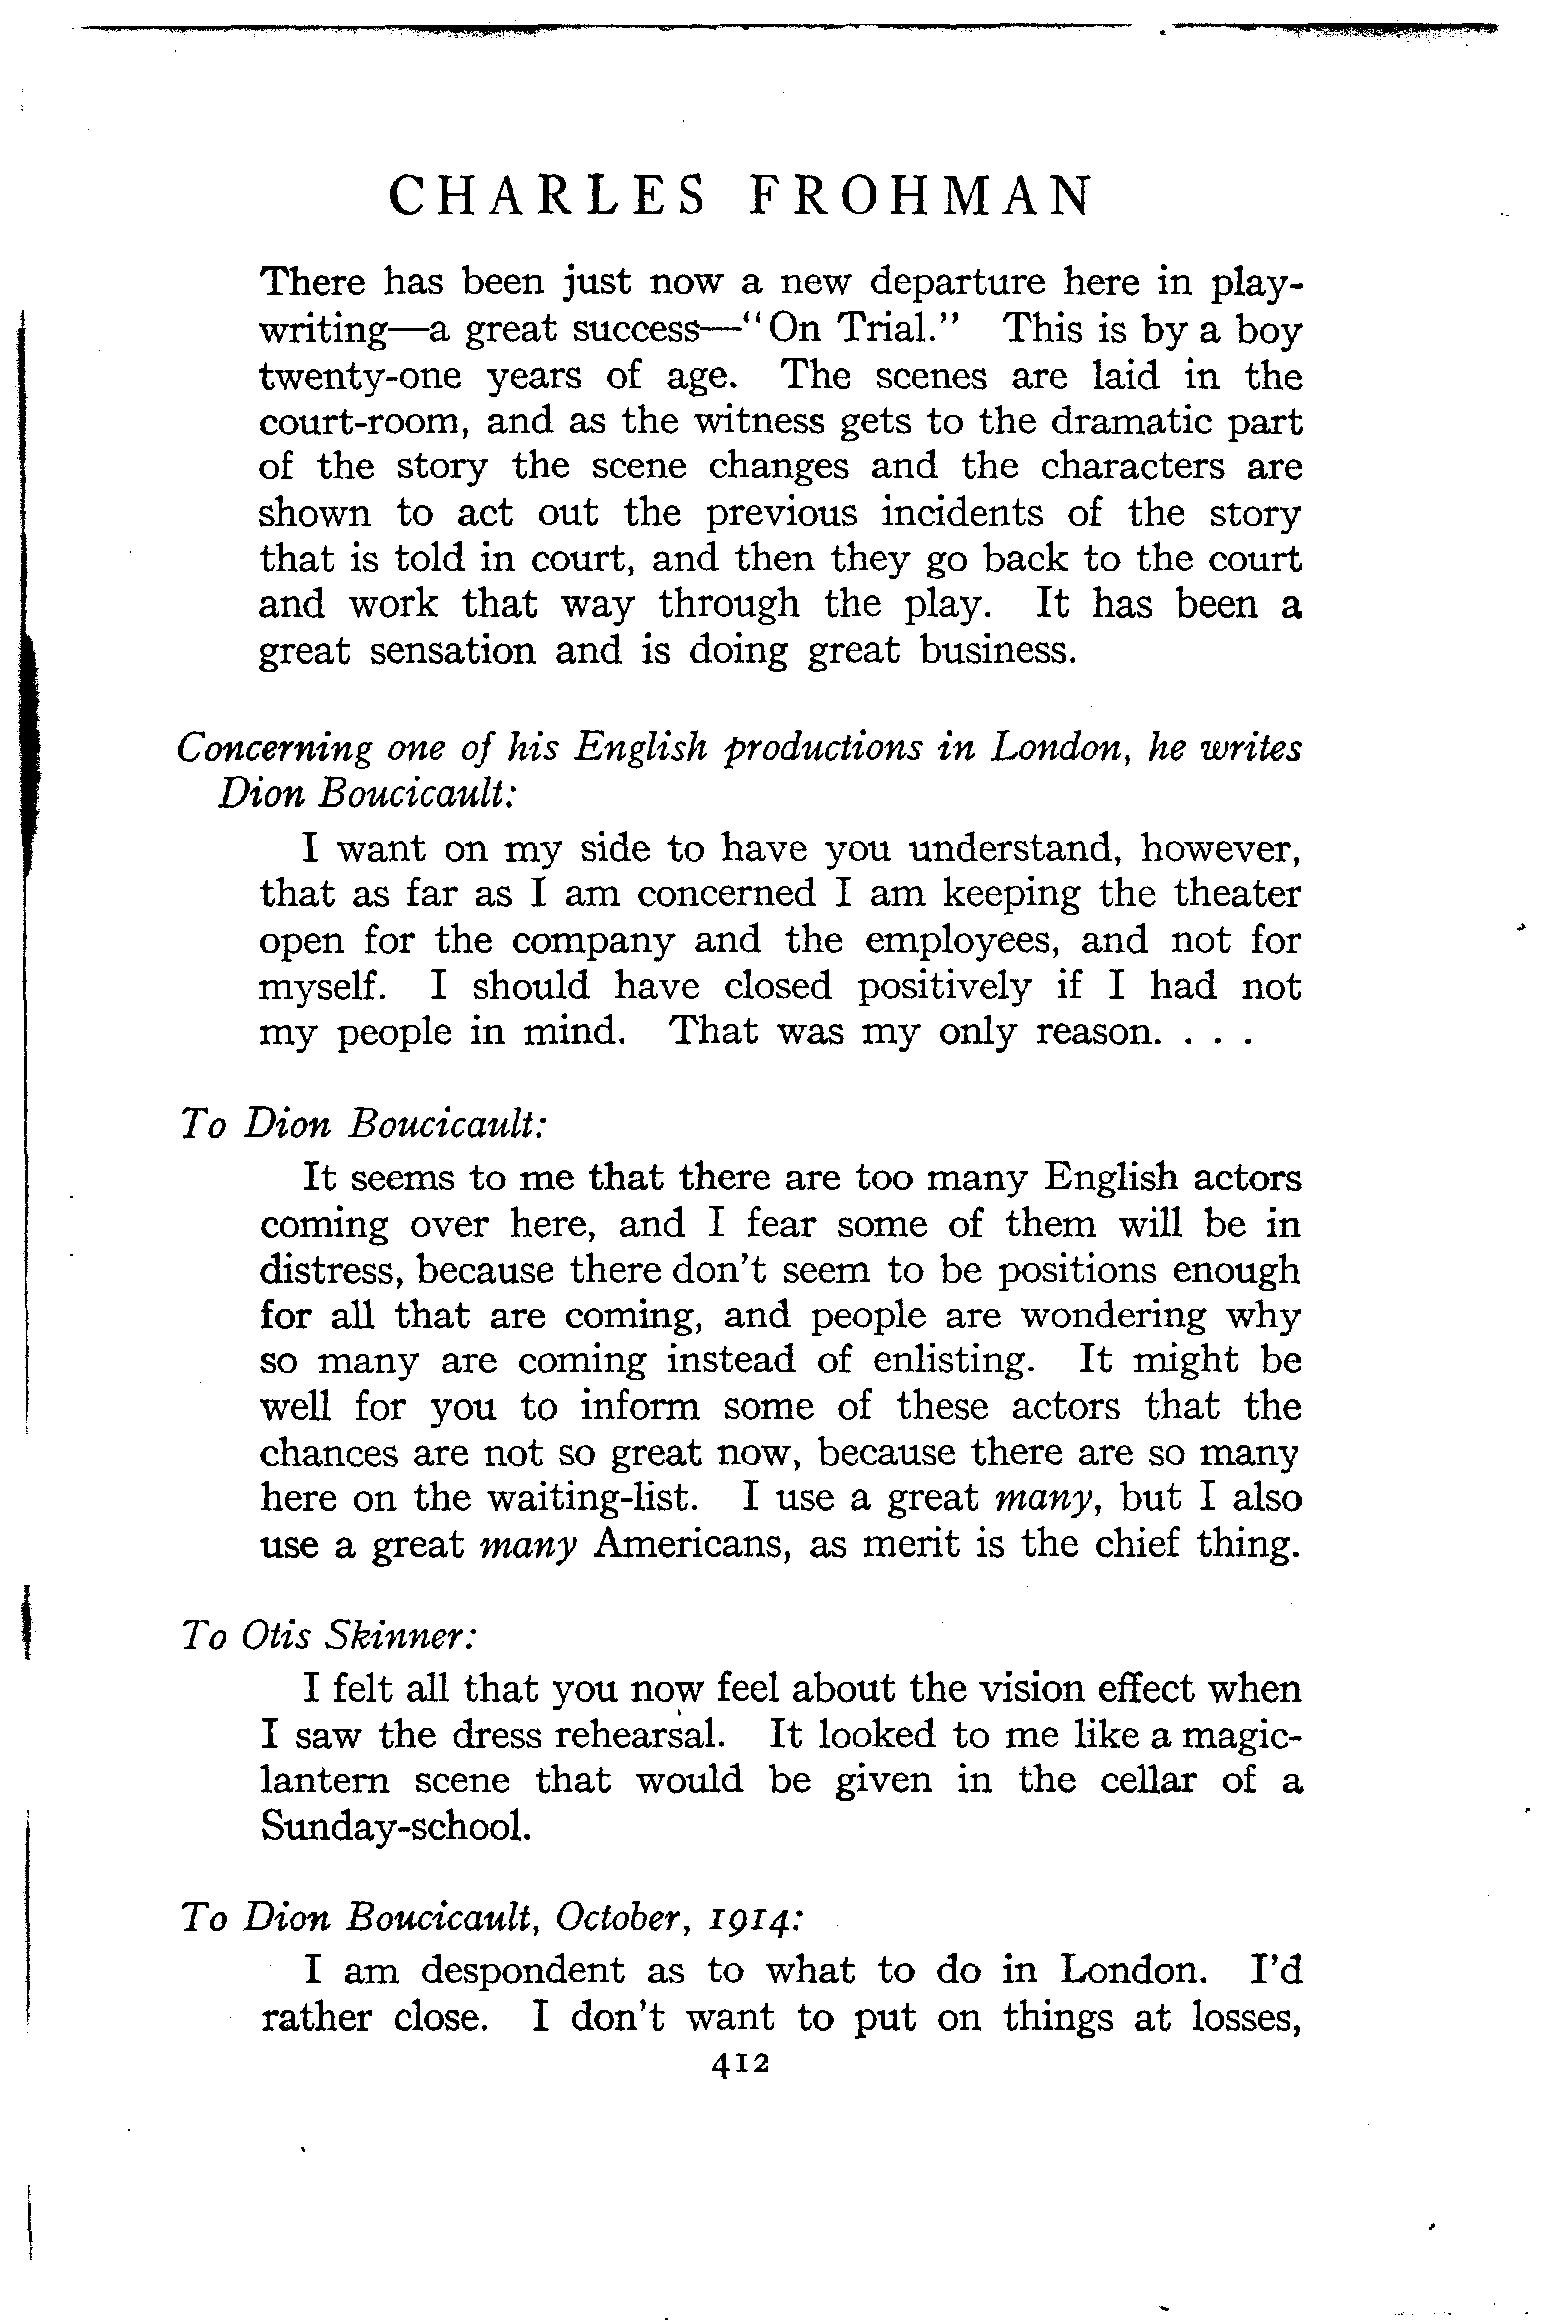 CHARLES FROHMAN
There has been just now a new departure here in play-
writing—a great success—"On Trial." This is by a boy
twenty-one years of age. The scenes are laid in the
court-room, and as the witness gets to the dramatic part
of the story the scene changes and the characters are
shown to act out the previous incidents of the story
that is told in court, and then they go back to the court
and work that way through the play. It has been a
great sensation and is doing great business.
Concerning one of his English productions in London, he writes
Dion Boucicault:
I want on my side to have you understand, however,
that as far as I am concerned I am keeping the theater
open for the company and the employees, and not for
myself. I should have closed positively if I had not
my people in mind. That was my only reason. . . .
To Dion Boucicault:
It seems to me that there are too many English actors
coming over here, and I fear some of them will be in
distress, because there don't seem to be positions enough
for all that are coming, and people are wondering why
so many are coming instead of enlisting. It might be
well for you to inform some of these actors that the
chances are not so great now, because there are so many
here on the waiting-list. I use a great many, but I also
use a great many Americans, as merit is the chief thing.
To Otis Skinner:
I felt all that you now feel about the vision effect when
I saw the dress rehearsal. It looked to me like a magic-
lantern scene that would be given in the cellar of a
Sunday-school.
To Dion Boucicault, October, 1914:
I am despondent as to what to do in London. I'd
rather close. I don't want to put on things at losses,
412